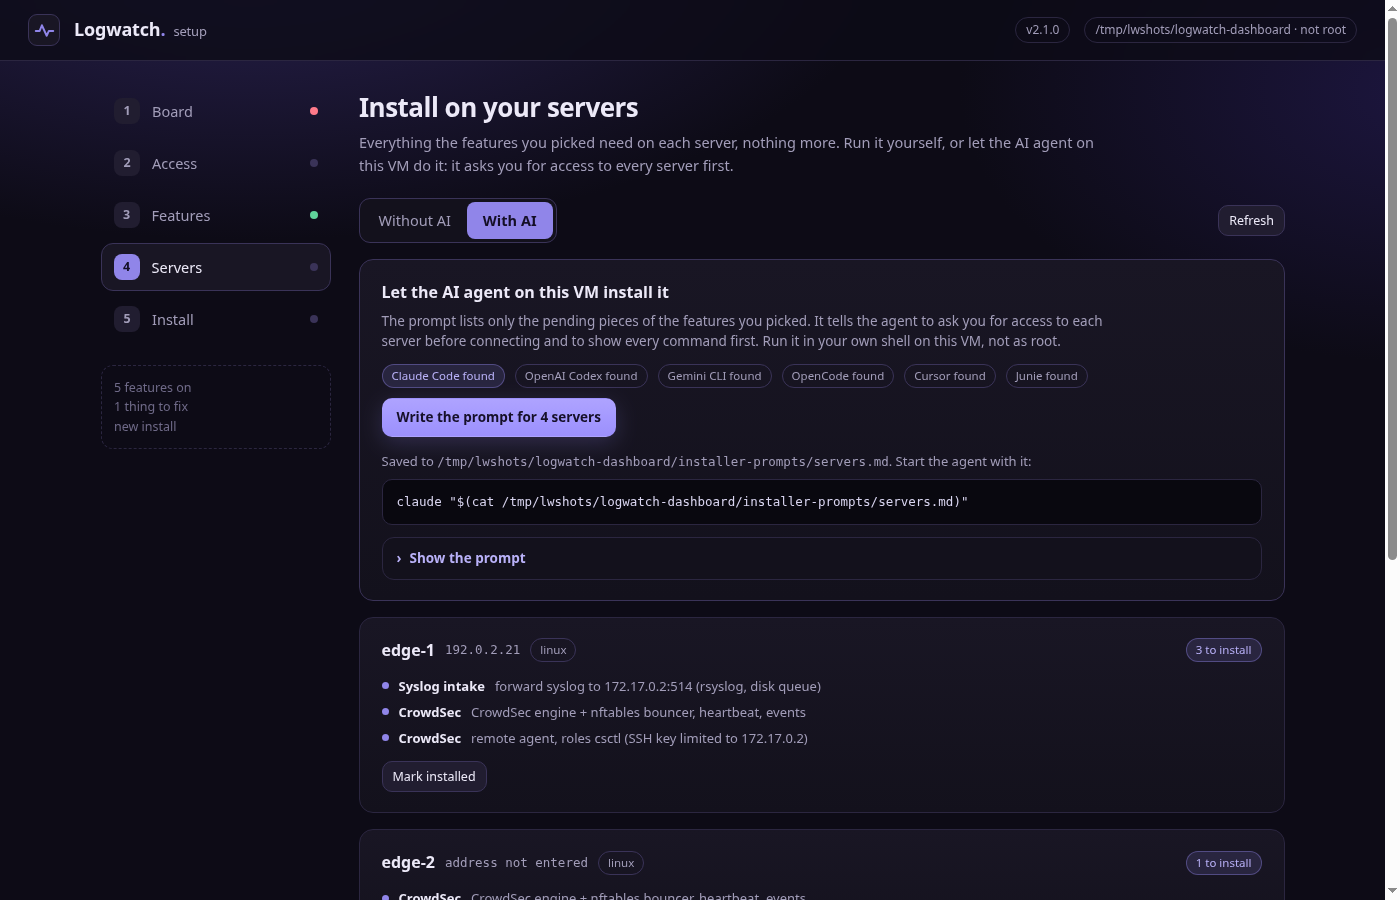 Logwatch. setup
v2.1.0
/tmp/lwshots/logwatch-dashboard · not root
1 Board
2 Access
3 Features
4 Servers
5 Install
5 features on
1 thing to fix
new install
Install on your servers
Everything the features you picked need on each server, nothing more. Run it yourself, or let the AI agent on
this VM do it: it asks you for access to every server first.
Without AI
With AI
Refresh
Let the AI agent on this VM install it
The prompt lists only the pending pieces of the features you picked. It tells the agent to ask you for access to each
server before connecting and to show every command first. Run it in your own shell on this VM, not as root.
Claude Code found
OpenAI Codex found
Gemini CLI found
OpenCode found
Cursor found
Junie found
Write the prompt for 4 servers
Saved to /tmp/lwshots/logwatch-dashboard/installer-prompts/servers.md. Start the agent with it:
claude "$(cat /tmp/lwshots/logwatch-dashboard/installer-prompts/servers.md)"
› Show the prompt
edge-1 192.0.2.21 linux
3 to install
Syslog intake forward syslog to 172.17.0.2:514 (rsyslog, disk queue)
CrowdSec CrowdSec engine + nftables bouncer, heartbeat, events
CrowdSec remote agent, roles csctl (SSH key limited to 172.17.0.2)
Mark installed
edge-2 address not entered linux
1 to install
CrowdSec CrowdSec engine + nftables bouncer, heartbeat, events